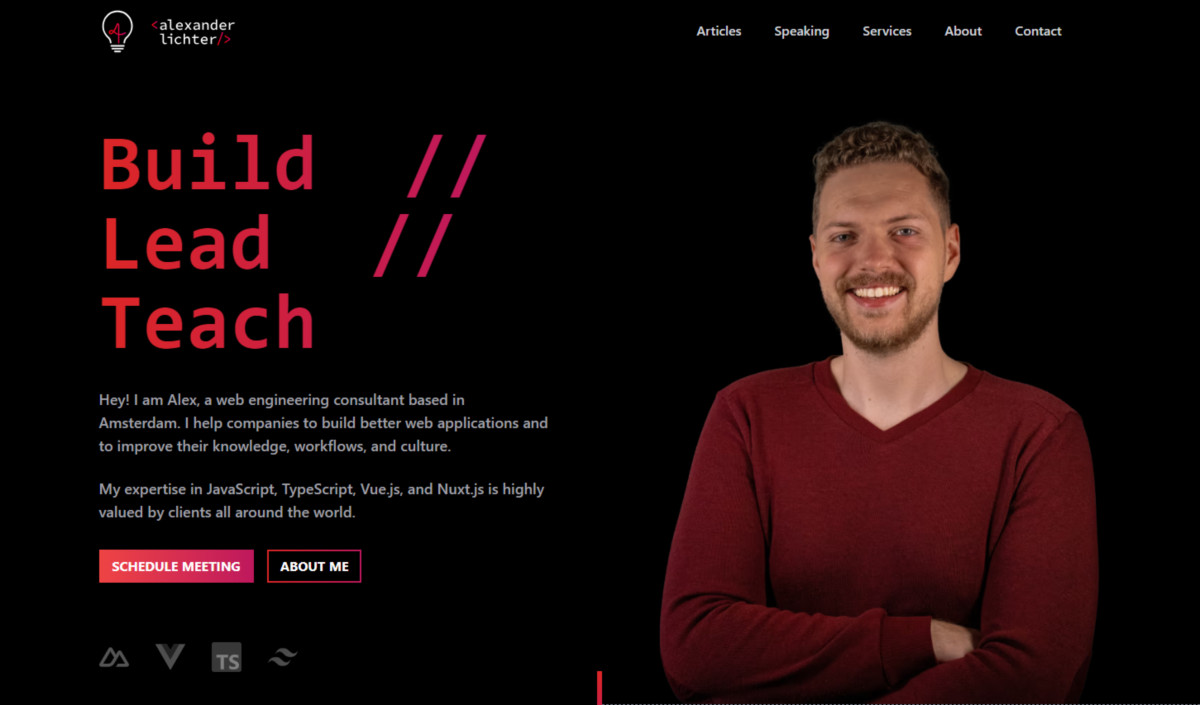 <alexander
lichter/>
Articles Speaking Services About Contact
Build //
Lead //
Teach
Hey! I am Alex, a web engineering consultant based in
Amsterdam. I help companies to build better web applications and
to improve their knowledge, workflows, and culture.
My expertise in JavaScript, TypeScript, Vue.js, and Nuxt.js is highly
valued by clients all around the world.
SCHEDULE MEETING ABOUT ME
TS